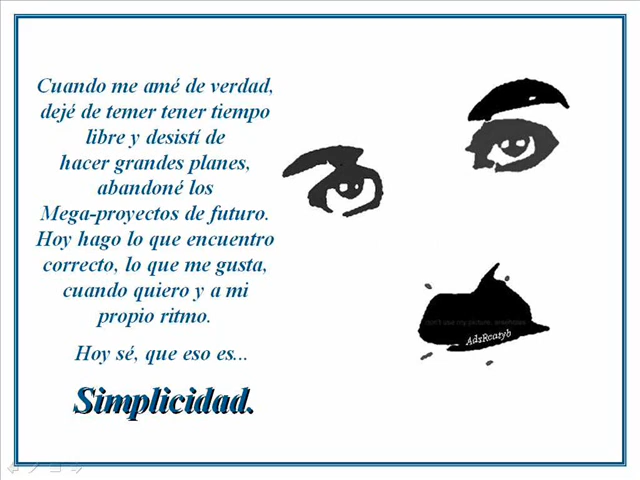 Cuando me amé de verdad,
dejé de temer tener tiempo
libre y desistí de
hacer grandes planes,
abandoné los
Mega-proyectos de futuro.
Hoy hago lo que encuentro
correcto, lo que me gusta,
cuando quiero y a mi
propio ritmo.
Hoy sé, que eso es...
Simplicidad.
AdsRcatyb